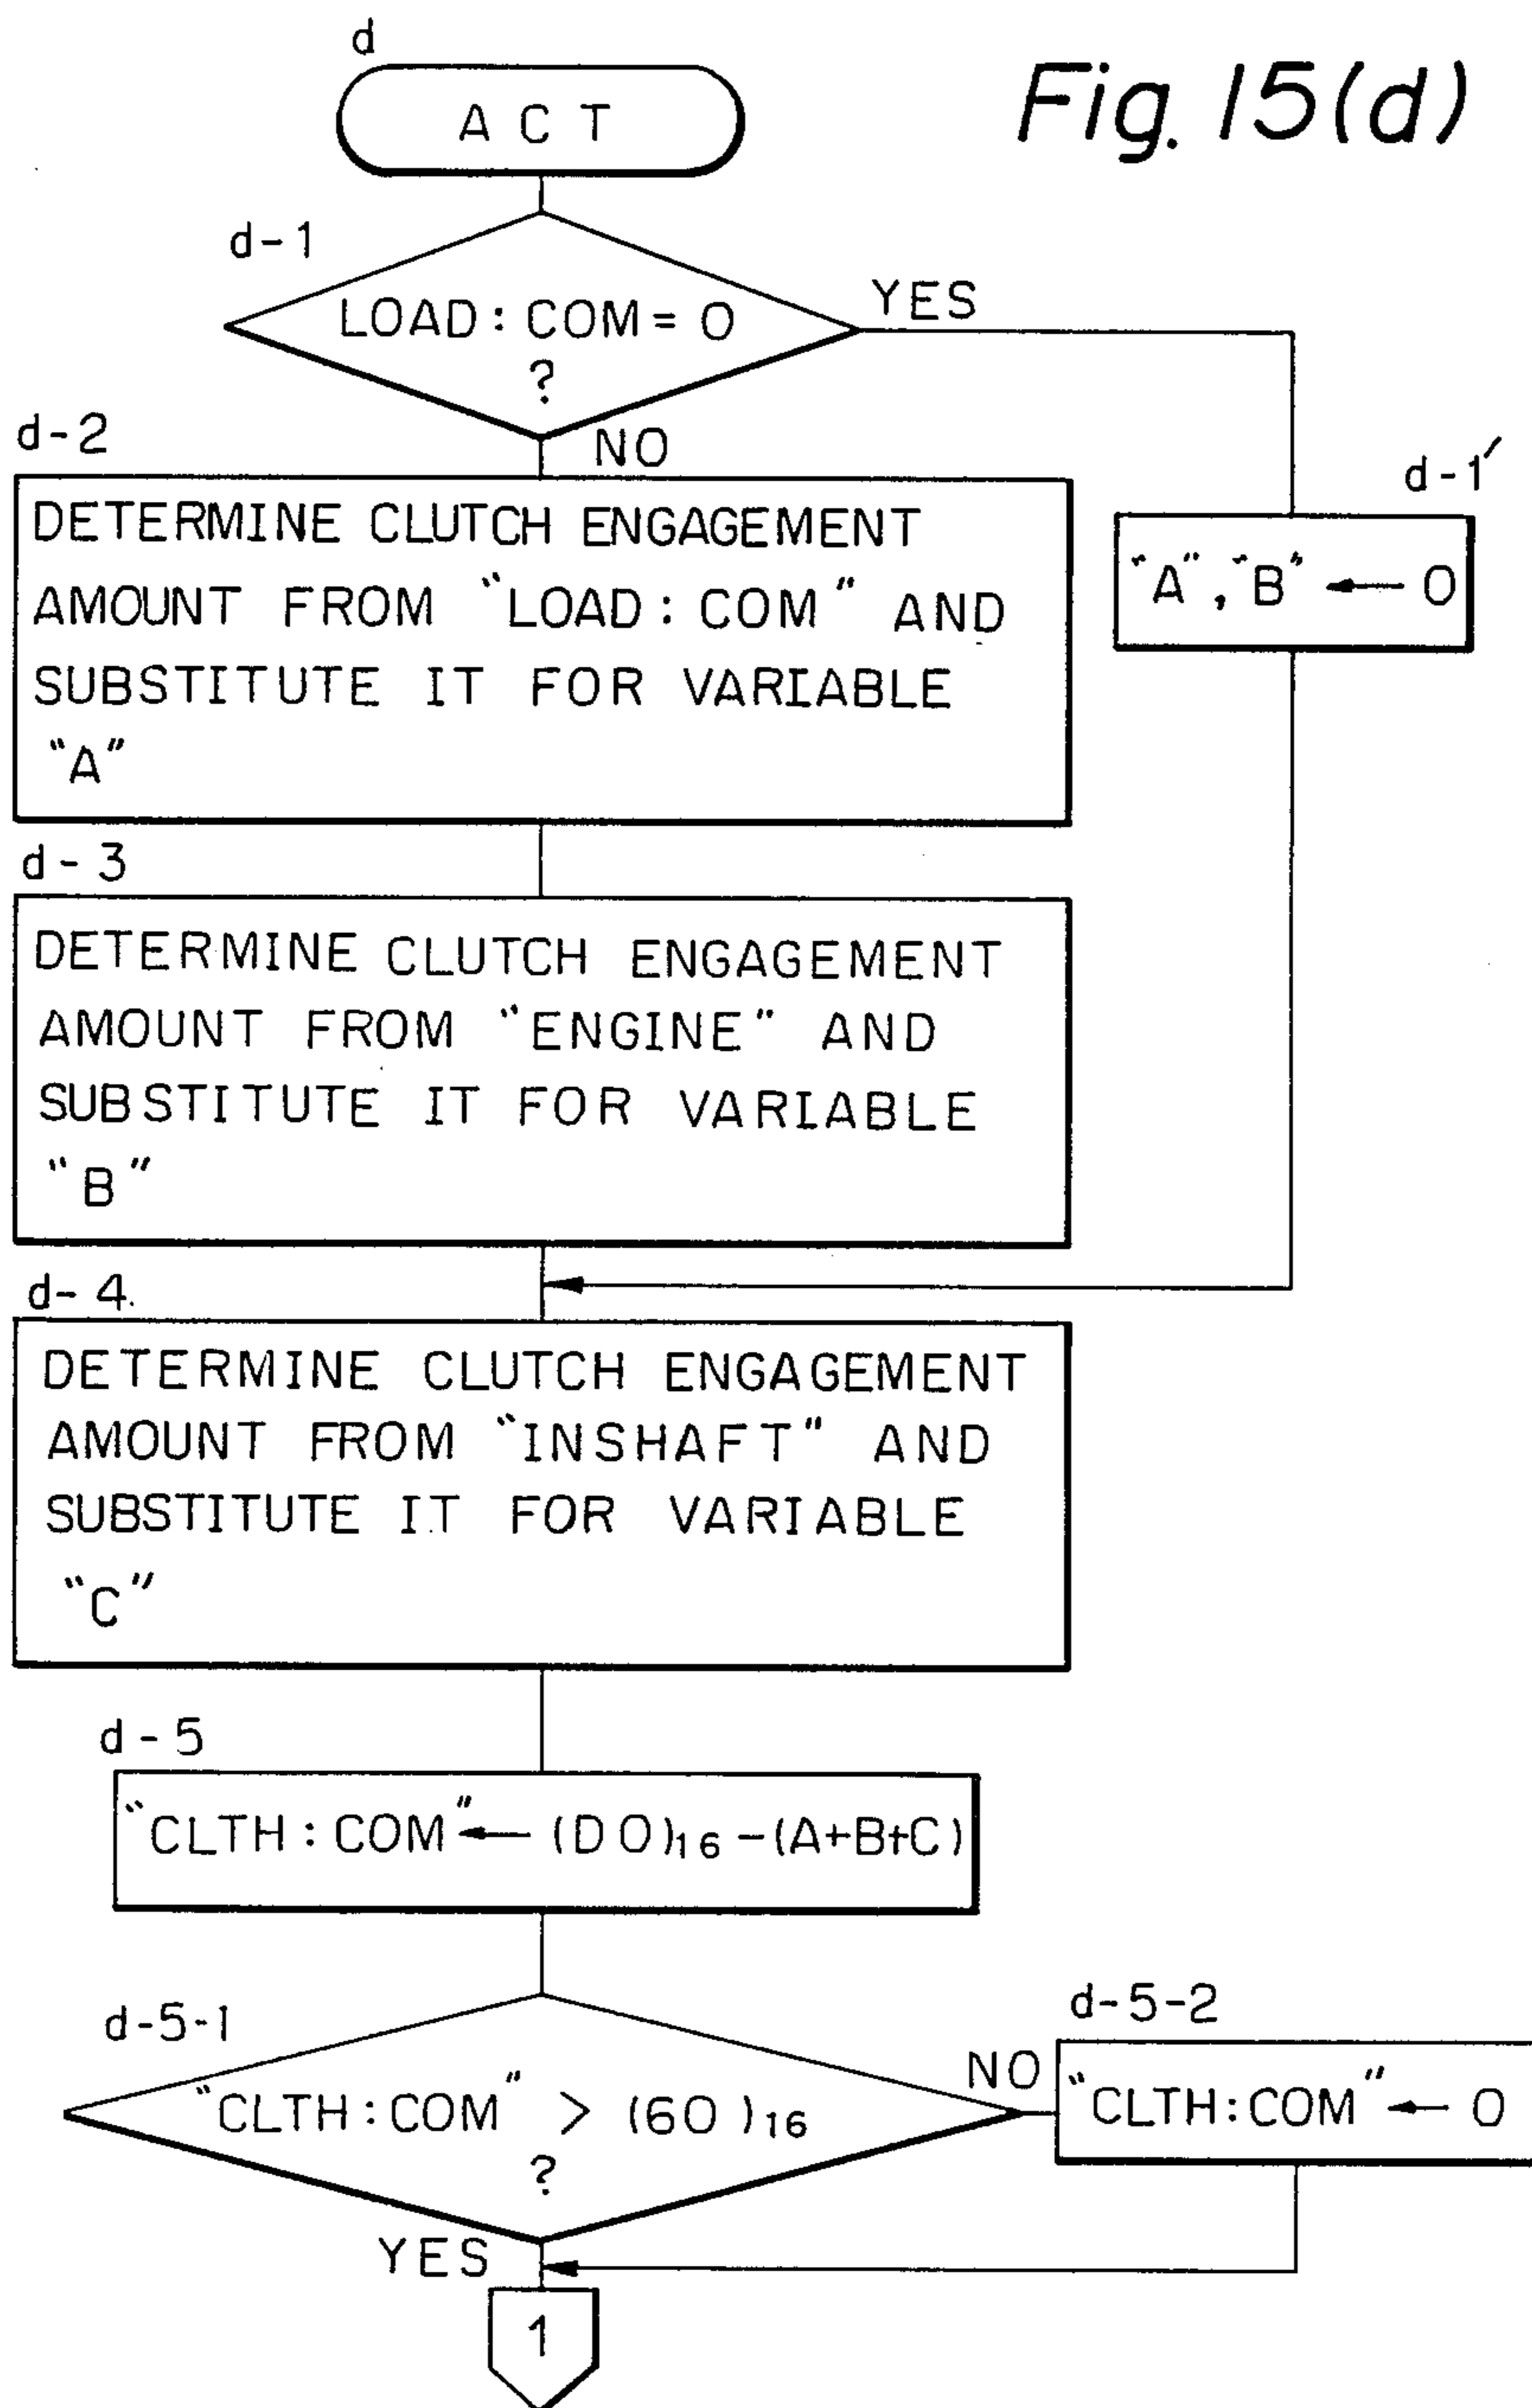 d
Fig. 15(d)
A C T
d-1
LOAD : COM = 0
?
YES
NO
d-2
DETERMINE CLUTCH ENGAGEMENT
AMOUNT FROM "LOAD : COM" AND
SUBSTITUTE IT FOR VARIABLE
"A"
d-1'
"A", "B" ← 0
d-3
DETERMINE CLUTCH ENGAGEMENT
AMOUNT FROM "ENGINE" AND
SUBSTITUTE IT FOR VARIABLE
"B"
d-4
DETERMINE CLUTCH ENGAGEMENT
AMOUNT FROM "INSHAFT" AND
SUBSTITUTE IT FOR VARIABLE
"C"
d-5
"CLTH : COM" ← (D0)₁₆ – (A+B+C)
d-5-1
"CLTH : COM" > (60)₁₆
?
NO
YES
d-5-2
"CLTH : COM" ← 0
1